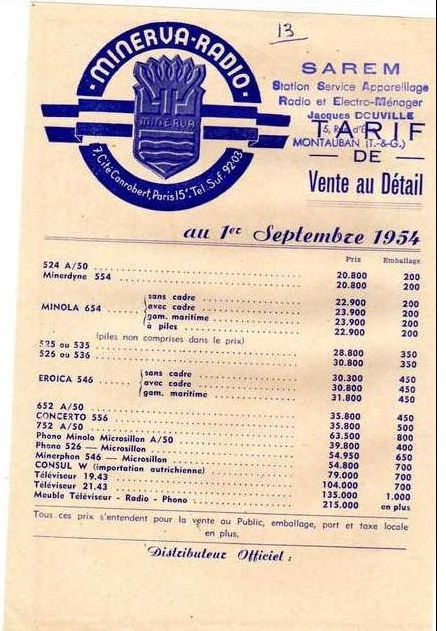 13
MINERVA-RADIO
MINERVA
7, Cité Canrobert, Paris 15e. Tel: Suf. 92.03
SAREM
Station Service Appareillage
Radio et Electro-Ménager
Jacques DOUVILLE
MONTAUBAN (T.-&-G.)
TARIF
— DE —
Vente au Détail
au 1er Septembre 1954
Prix Emballage
524 A/50 20.800 200
Minerdyne 554 20.800 200
MINOLA 654 sans cadre 22.900 200
avec cadre 23.900 200
gam. maritime 23.900 200
à piles 22.900 200
(piles non comprises dans le prix)
525 ou 535 28.800 350
526 ou 536 30.800 350
EROICA 546 sans cadre 30.300 450
avec cadre 30.800 450
gam. maritime 31.800 450
652 A/50 35.800 450
CONCERTO 556 35.800 500
752 A/50 63.500 800
Phono Minola Microsillon A/50 39.800 400
Phono 526 — Microsillon 54.950 650
Minerphon 546 — Microsillon 54.800 700
CONSUL W (importation autrichienne) 79.000 700
Téléviseur 19.43 104.000 700
Téléviseur 21.43 135.000 1.000
Meuble Téléviseur - Radio - Phono 215.000 en plus
Tous ces prix s'entendent pour la vente au Public, emballage, port et taxe locale
en plus.
Distributeur Officiel :